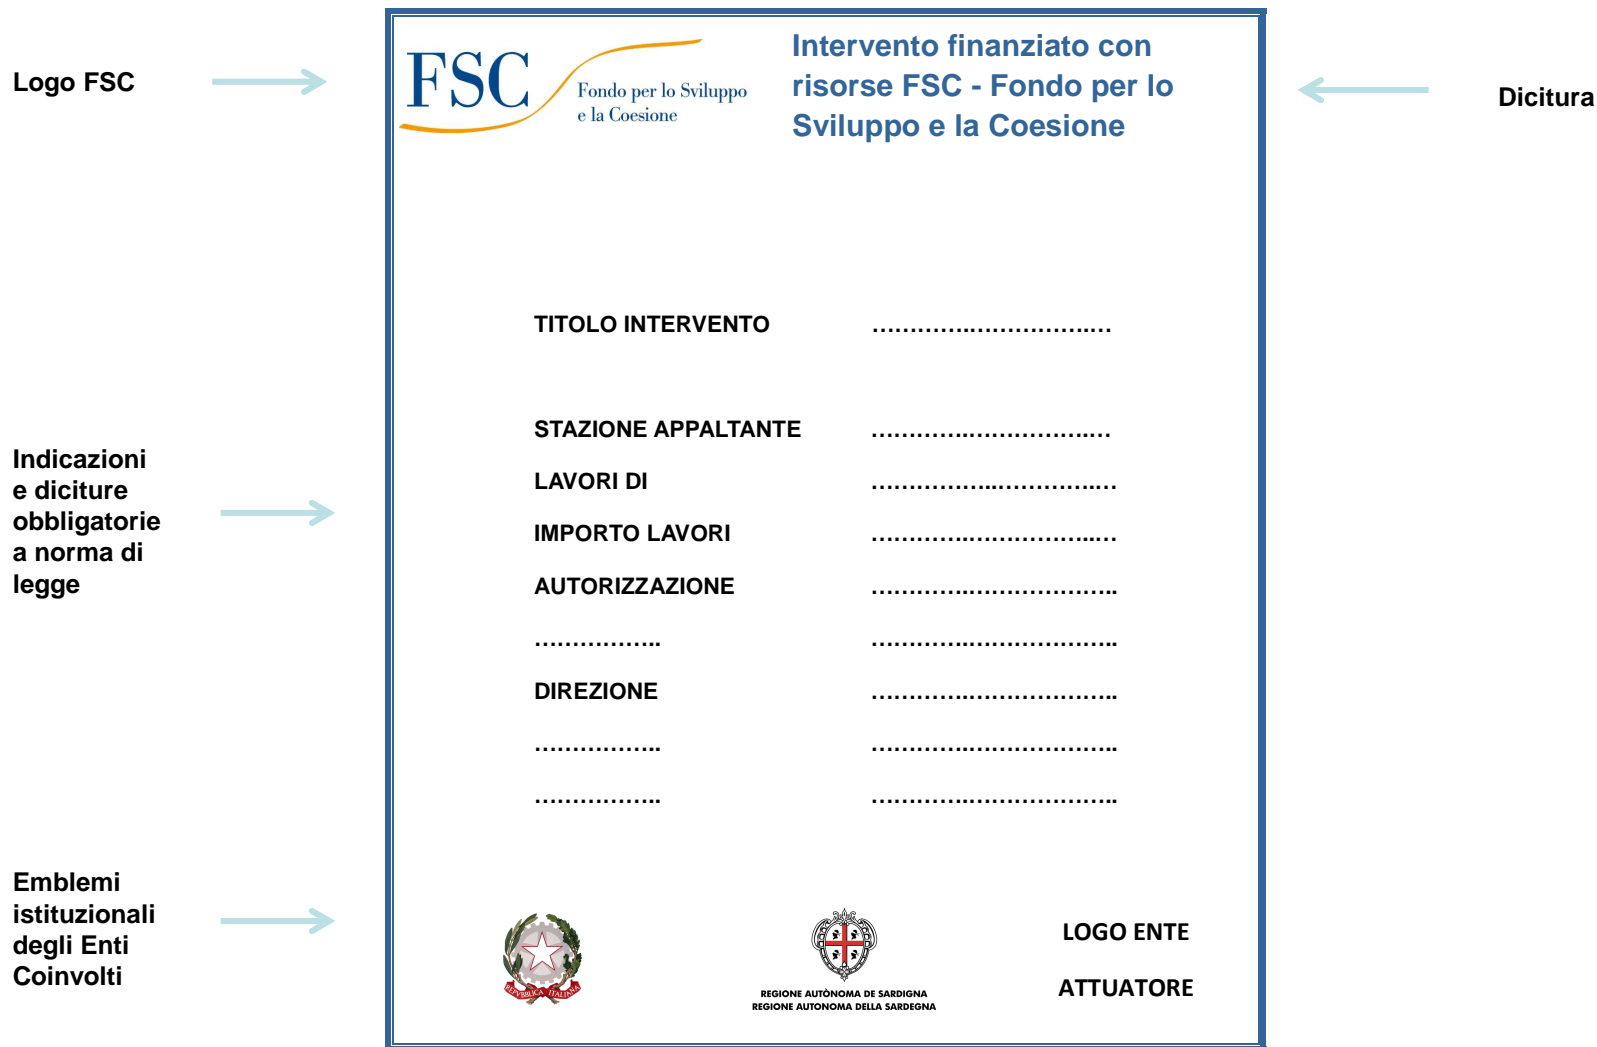 Logo FSC
FSC
Fondo per lo Sviluppo
e la Coesione
Intervento finanziato con
risorse FSC - Fondo per lo
Sviluppo e la Coesione
Dicitura
TITOLO INTERVENTO …………..…………….…
STAZIONE APPALTANTE …………..…………….…
LAVORI DI ……………..………….…
IMPORTO LAVORI …………..……………..…
AUTORIZZAZIONE …………..………………..
…………….. …………..………………..
DIREZIONE …………..………………..
…………….. …………..………………..
…………….. …………..………………..
Indicazioni
e diciture
obbligatorie
a norma di
legge
Emblemi
istituzionali
degli Enti
Coinvolti
REPVBBLICA ITALIANA
REGIONE AUTÒNOMA DE SARDIGNA
REGIONE AUTONOMA DELLA SARDEGNA
LOGO ENTE
ATTUATORE